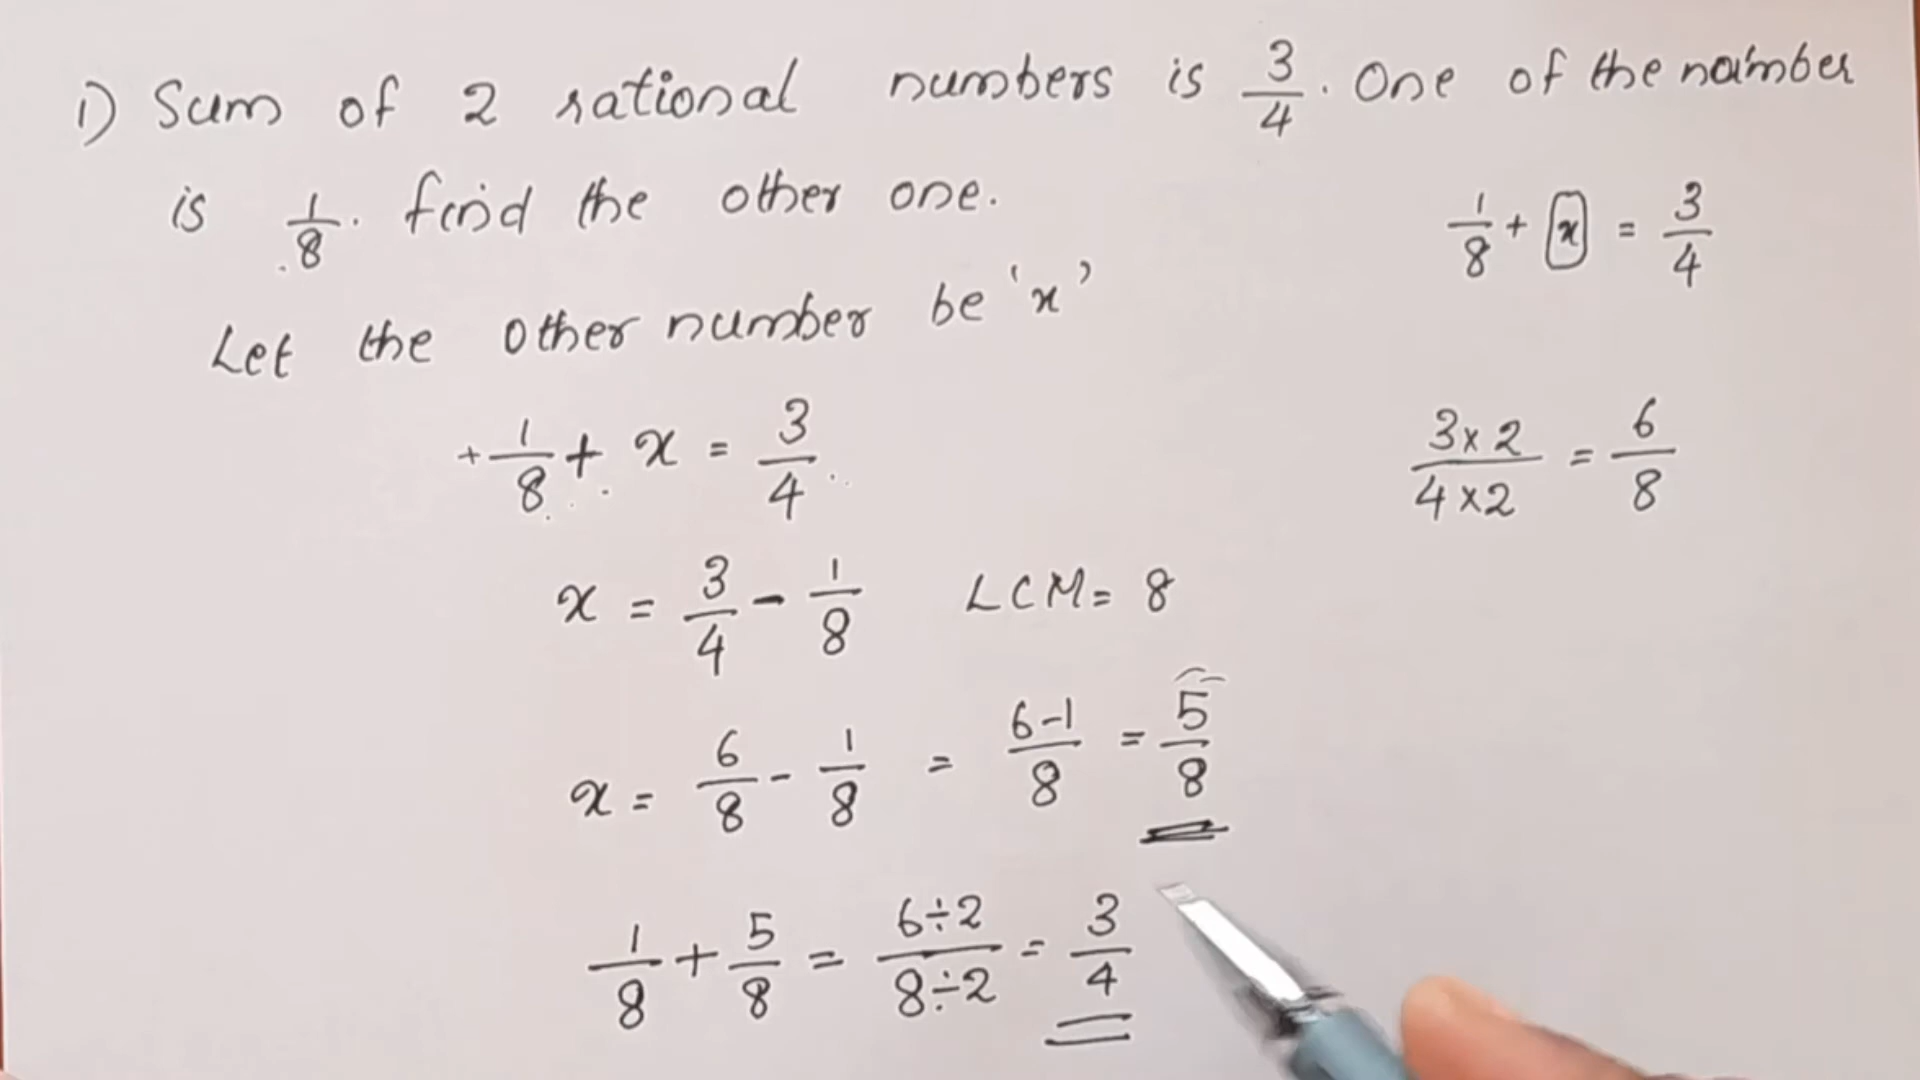 1) Sum of 2 rational numbers is 3/4. One of the number
is 1/8. find the other one.
1/8 + x = 3/4
Let the other number be 'x'
+1/8 + x = 3/4
3×2/4×2 = 6/8
x = 3/4 - 1/8 LCM = 8
x = 6/8 - 1/8 = 6-1/8 = 5/8
1/8 + 5/8 = 6÷2/8÷2 = 3/4